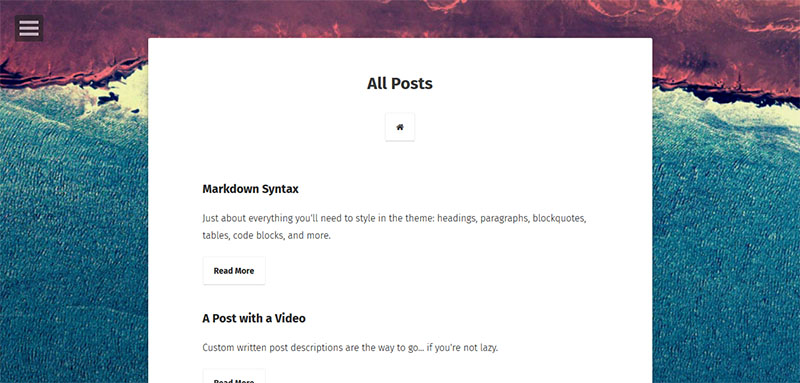 All Posts
Markdown Syntax
Just about everything you'll need to style in the theme: headings, paragraphs, blockquotes,
tables, code blocks, and more.
Read More
A Post with a Video
Custom written post descriptions are the way to go... if you're not lazy.
Read More